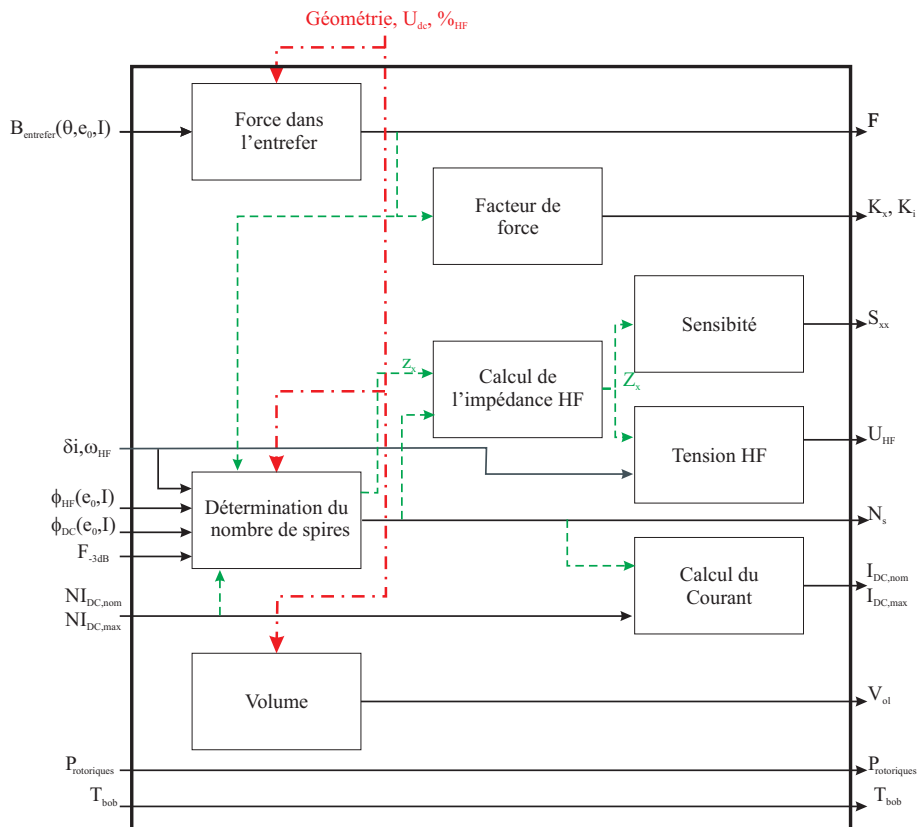 Géométrie, U_dc, %_HF
B_entrefer(θ,e_0,I)
Force dans
l’entrefer
F
Facteur de
force
K_x, K_i
Sensibité
S_xx
z_x
Calcul de
l’impédance HF
Z_x
δi,ω_HF
Tension HF
U_HF
ϕ_HF(e_0,I)
ϕ_DC(e_0,I)
F_-3dB
Détermination du
nombre de spires
N_s
NI_DC,nom
NI_DC,max
Calcul du
Courant
I_DC,nom
I_DC,max
Volume
V_ol
P_rotoriques
P_rotoriques
T_bob
T_bob